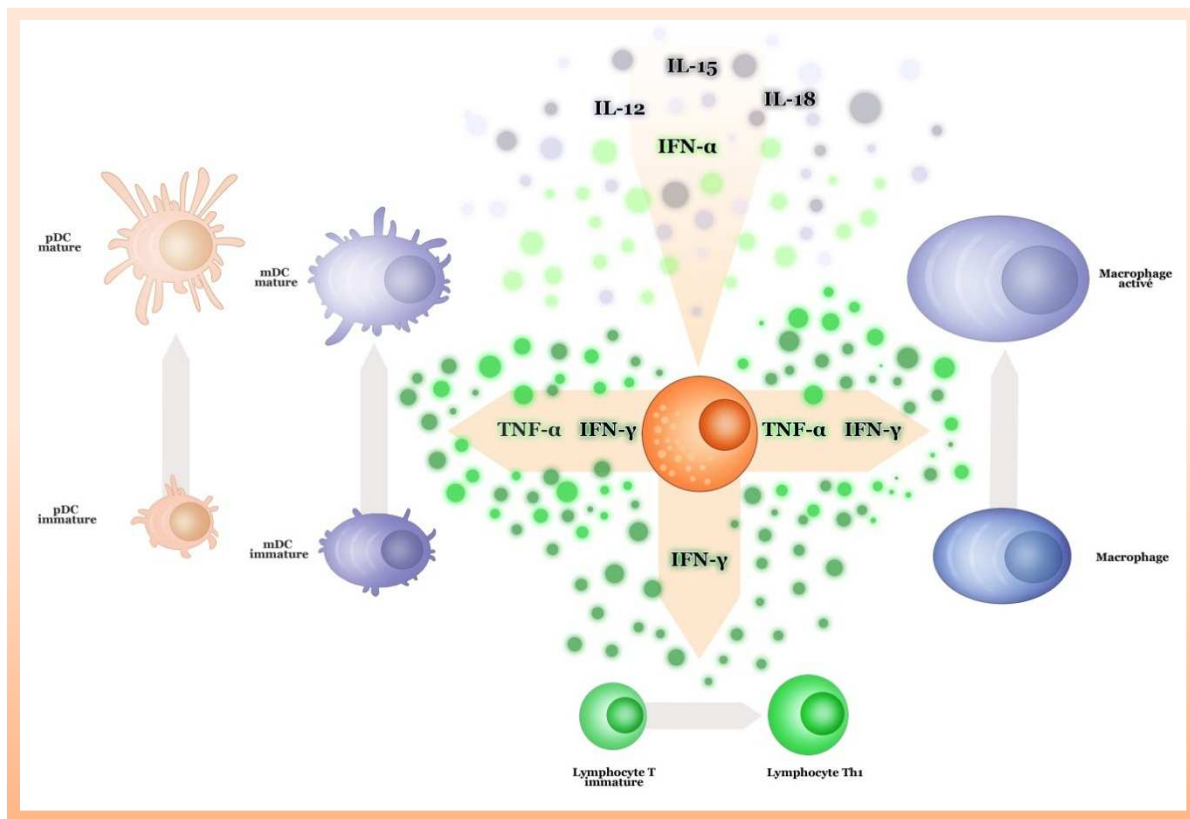 IL-15
IL-12
IL-18
IFN-α
pDC
mature
mDC
mature
Macrophage
active
TNF-α IFN-γ
TNF-α IFN-γ
pDC
immature
mDC
immature
Macrophage
IFN-γ
Lymphocyte T
immature
Lymphocyte Th1